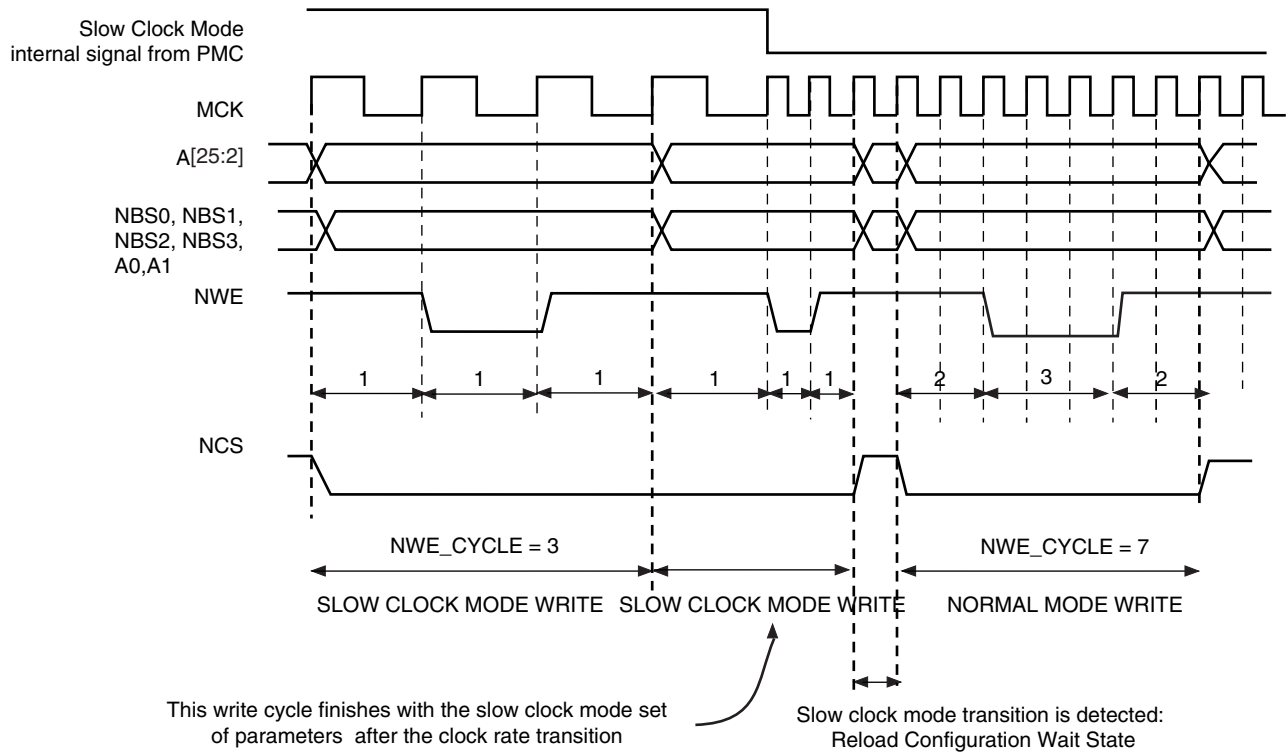 Slow Clock Mode
internal signal from PMC
MCK
A[25:2]
NBS0, NBS1,
NBS2, NBS3,
A0,A1
NWE
1 1 1 1 1 1 2 3 2
NCS
NWE_CYCLE = 3 NWE_CYCLE = 7
SLOW CLOCK MODE WRITE SLOW CLOCK MODE WRITE NORMAL MODE WRITE
This write cycle finishes with the slow clock mode set
of parameters after the clock rate transition
Slow clock mode transition is detected:
Reload Configuration Wait State